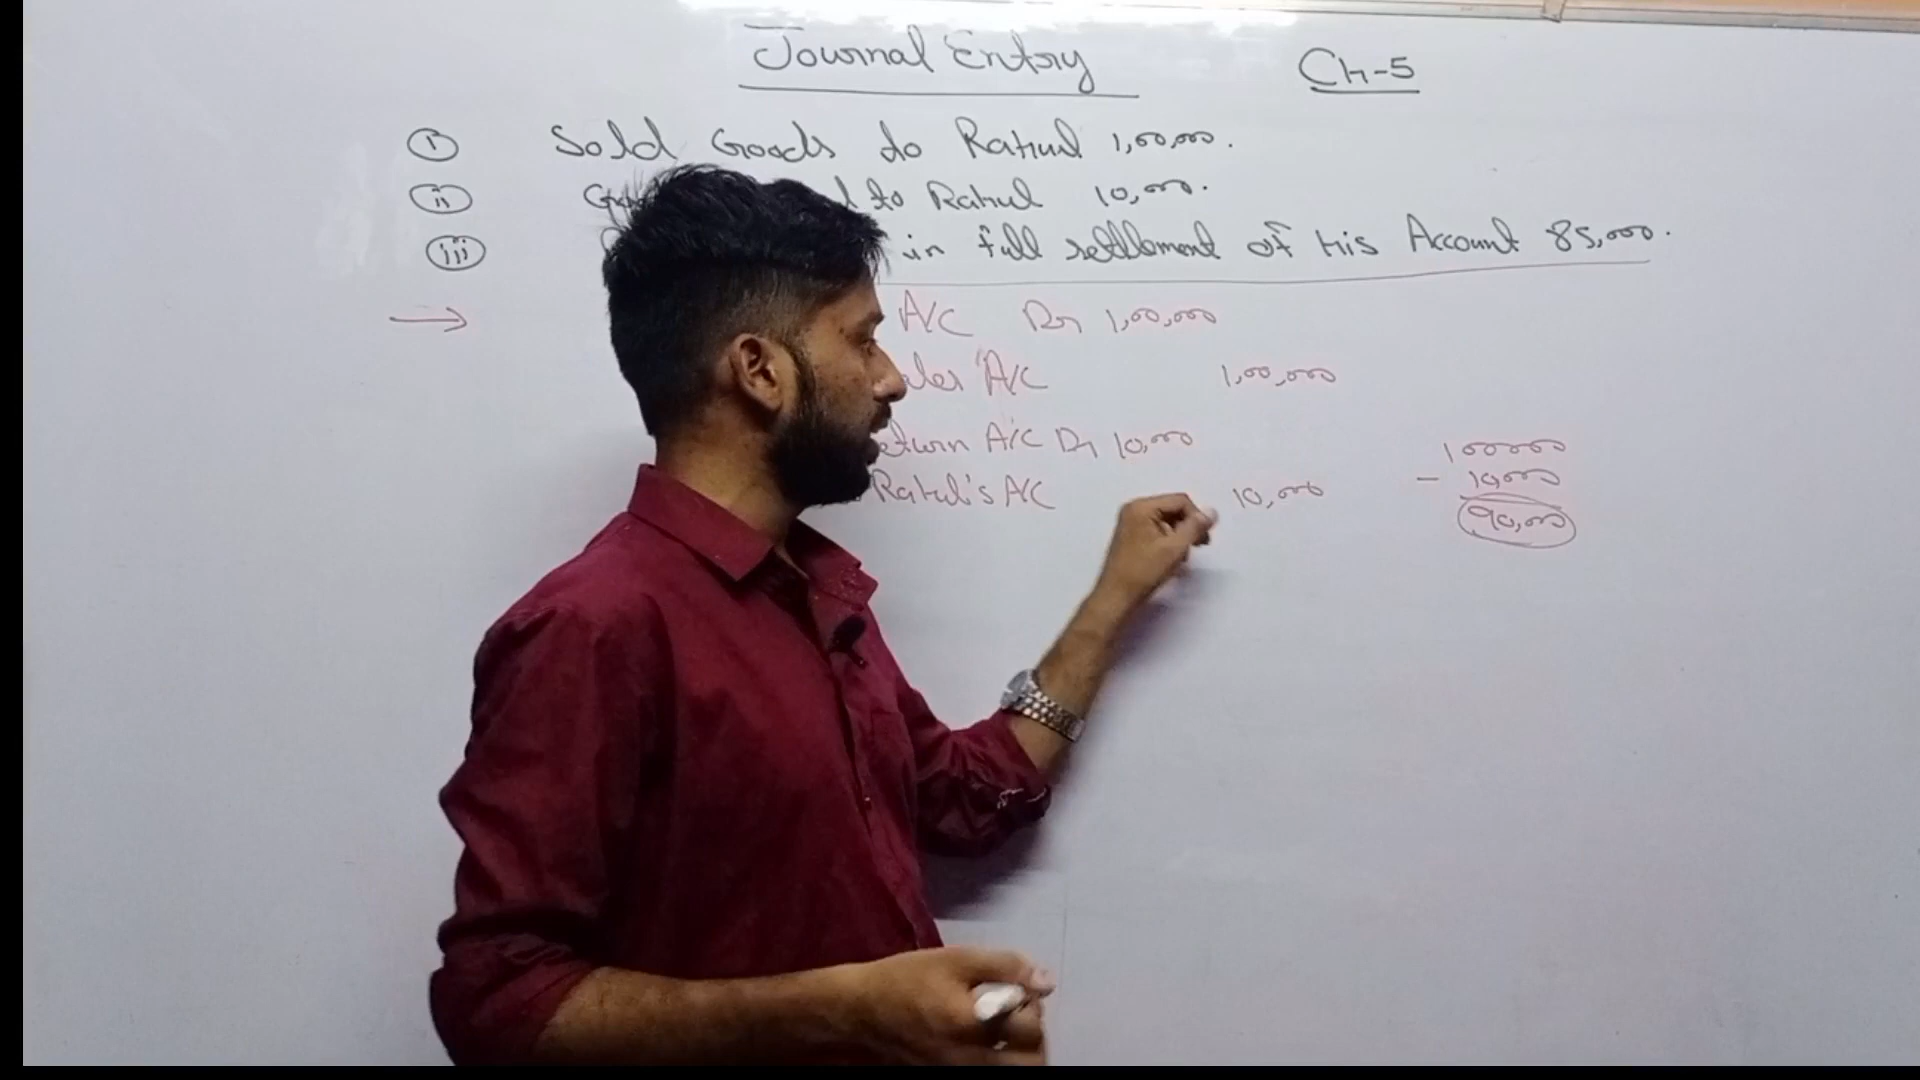 Journal Entry Ch-5
i Sold Goods to Rahul 1,00,000.
ii to Rahul 10,000.
iii in full settlement of His Account 85,000.
→ A/C Dr 1,00,000
A/C 1,00,000
A/C Dr 10,000
Rahul's A/C 10,000
100000
- 10,000
90,000